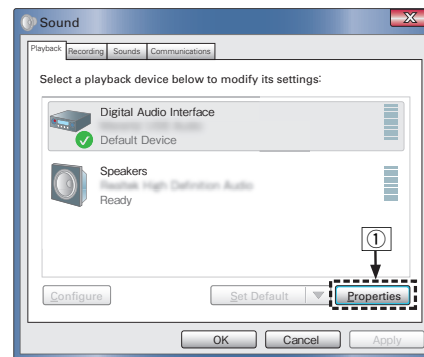 Sound
Playback Recording Sounds Communications
Select a playback device below to modify its settings:
Digital Audio Interface
Default Device
Speakers
Realtek High Definition Audio
Ready
1
Configure Set Default Properties
OK Cancel Apply